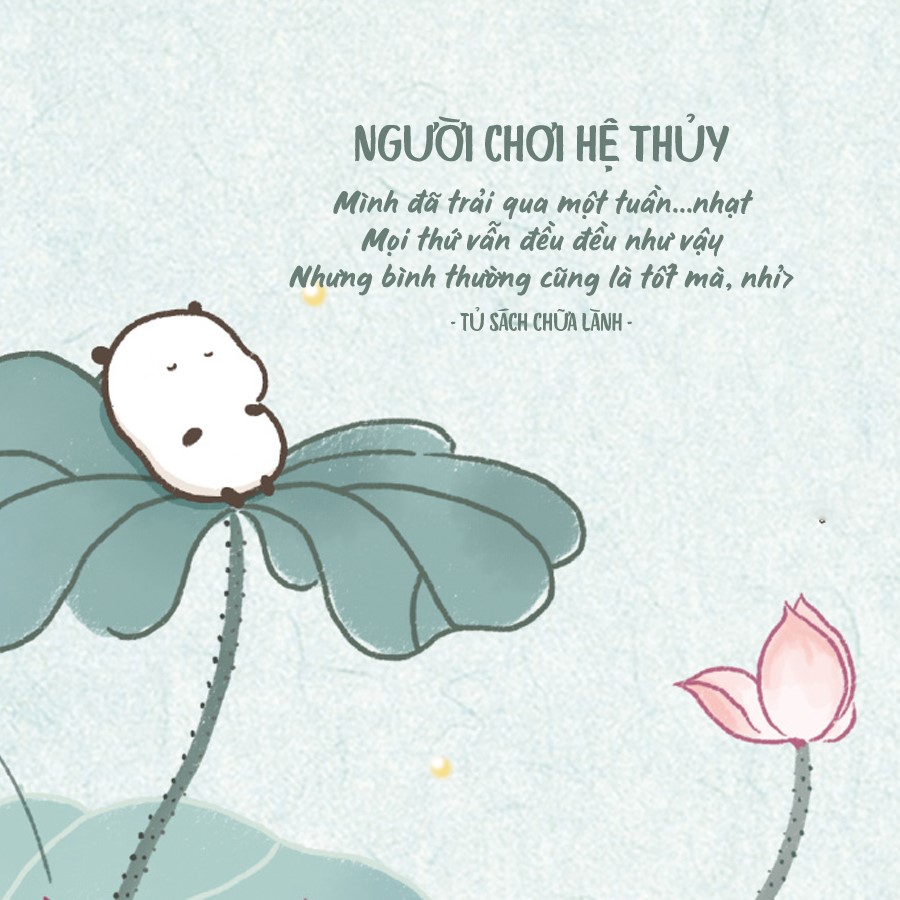 NGƯỜI CHƠI HỆ THỦY
Mình đã trải qua một tuần...nhạt
Mọi thứ vẫn đều đều như vậy
Nhưng bình thường cũng là tốt mà, nhỉ>
- TỦ SÁCH CHỮA LÀNH -